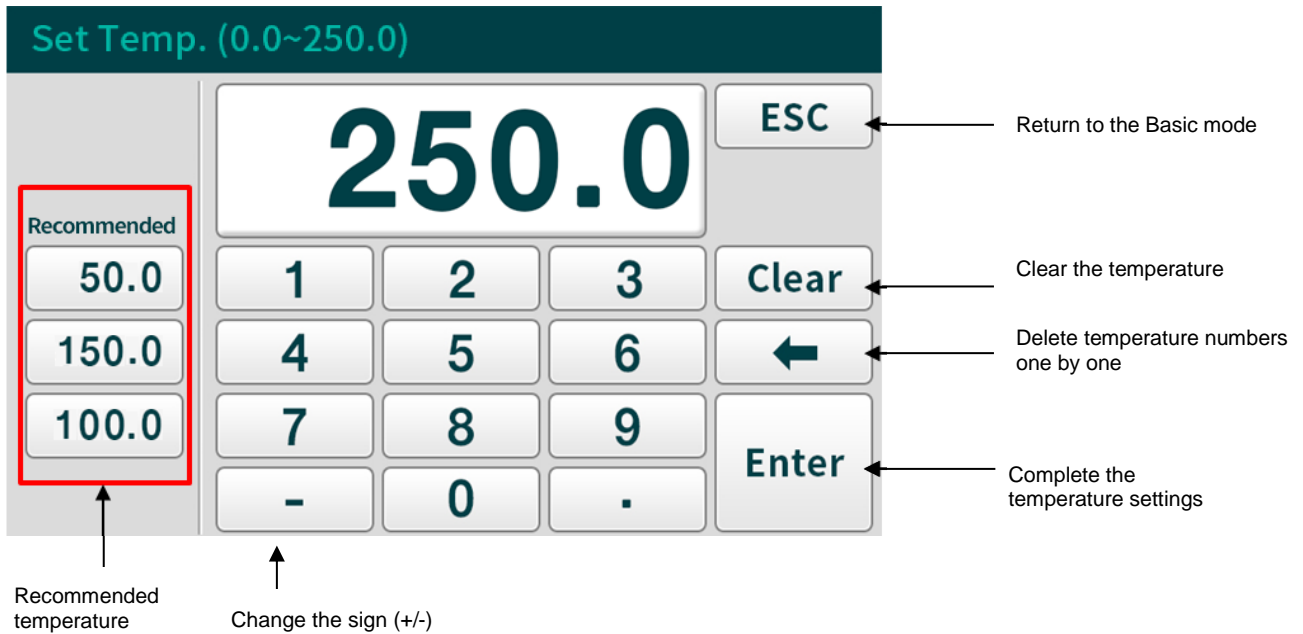 Set Temp. (0.0~250.0)
250.0
ESC
Return to the Basic mode
Recommended
50.0
1
2
3
Clear
Clear the temperature
150.0
4
5
6
Delete temperature numbers
one by one
100.0
7
8
9
Enter
Complete the
temperature settings
-
0
.
Recommended
temperature
Change the sign (+/-)